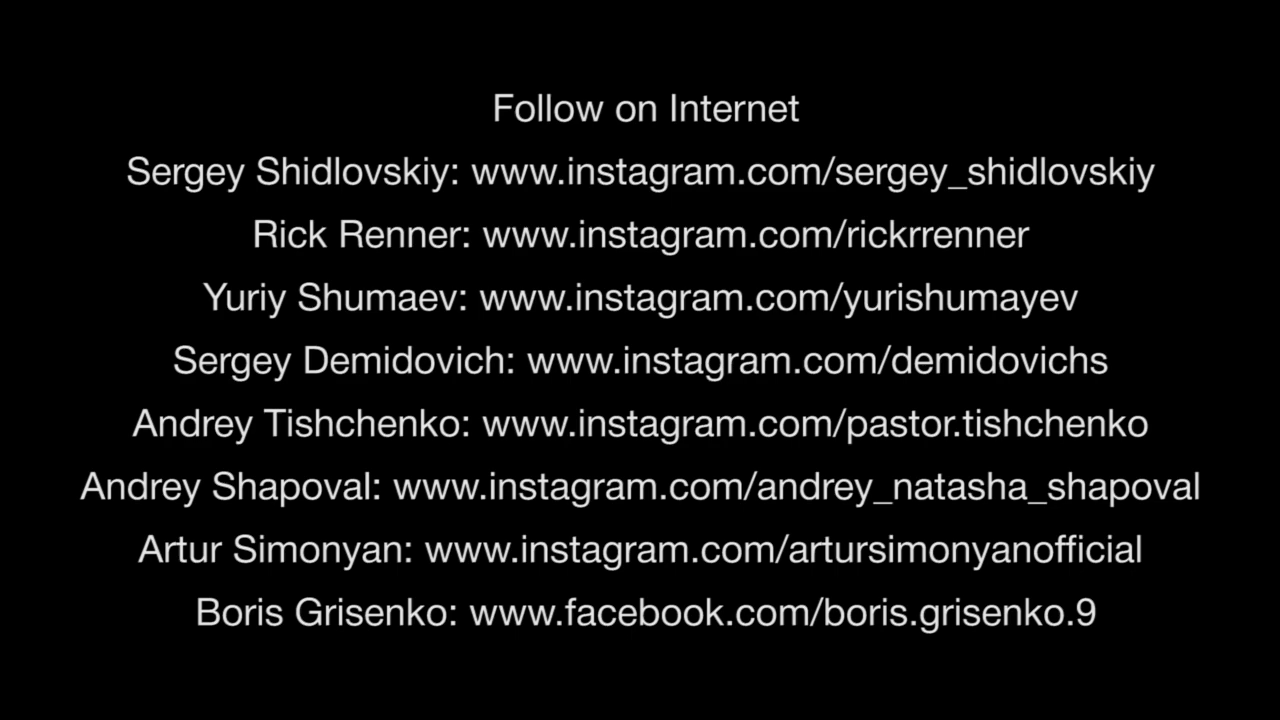 Follow on Internet
Sergey Shidlovskiy: www.instagram.com/sergey_shidlovskiy
Rick Renner: www.instagram.com/rickrrenner
Yuriy Shumaev: www.instagram.com/yurishumayev
Sergey Demidovich: www.instagram.com/demidovichs
Andrey Tishchenko: www.instagram.com/pastor.tishchenko
Andrey Shapoval: www.instagram.com/andrey_natasha_shapoval
Artur Simonyan: www.instagram.com/artursimonyanofficial
Boris Grisenko: www.facebook.com/boris.grisenko.9